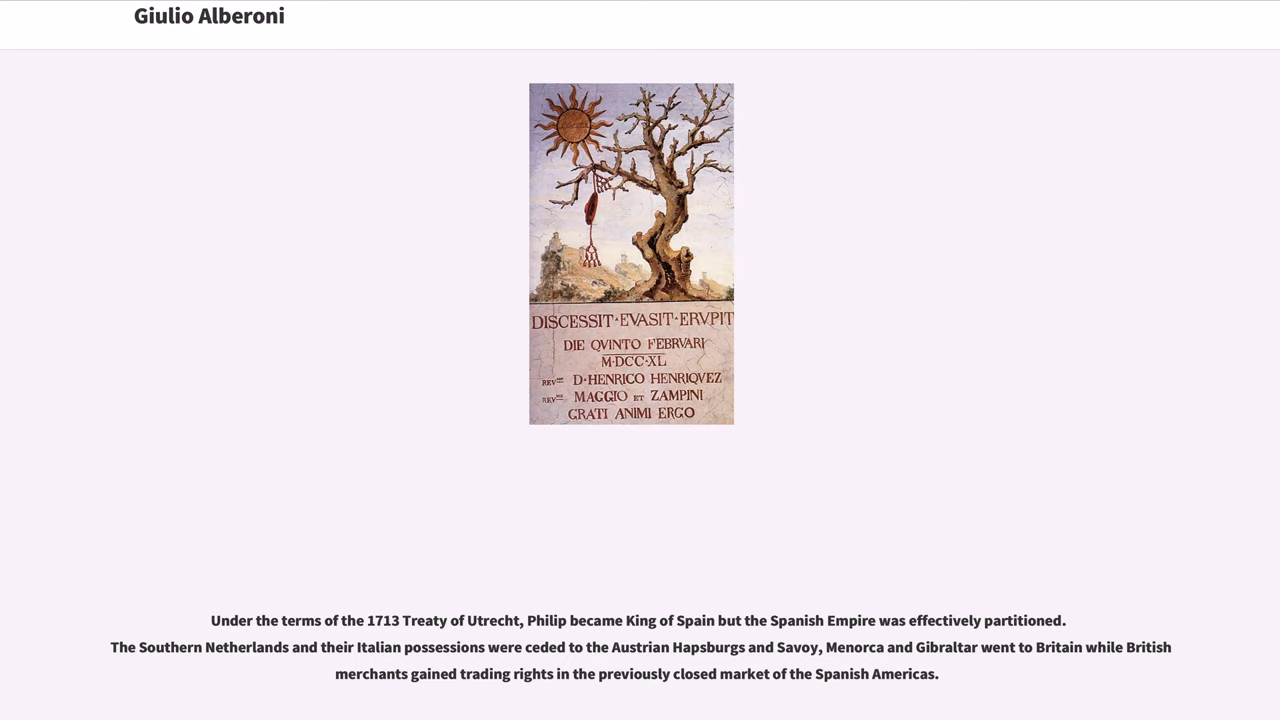 Giulio Alberoni
DISCESSIT·EVASIT·ERVPIT
DIE QVINTO FEBRVARI
M·DCC·XL
D·HENRICO HENRIQVEZ
MAGGIO ET ZAMPINI
GRATI ANIMI ERGO
Under the terms of the 1713 Treaty of Utrecht, Philip became King of Spain but the Spanish Empire was effectively partitioned.
The Southern Netherlands and their Italian possessions were ceded to the Austrian Hapsburgs and Savoy, Menorca and Gibraltar went to Britain while British
merchants gained trading rights in the previously closed market of the Spanish Americas.